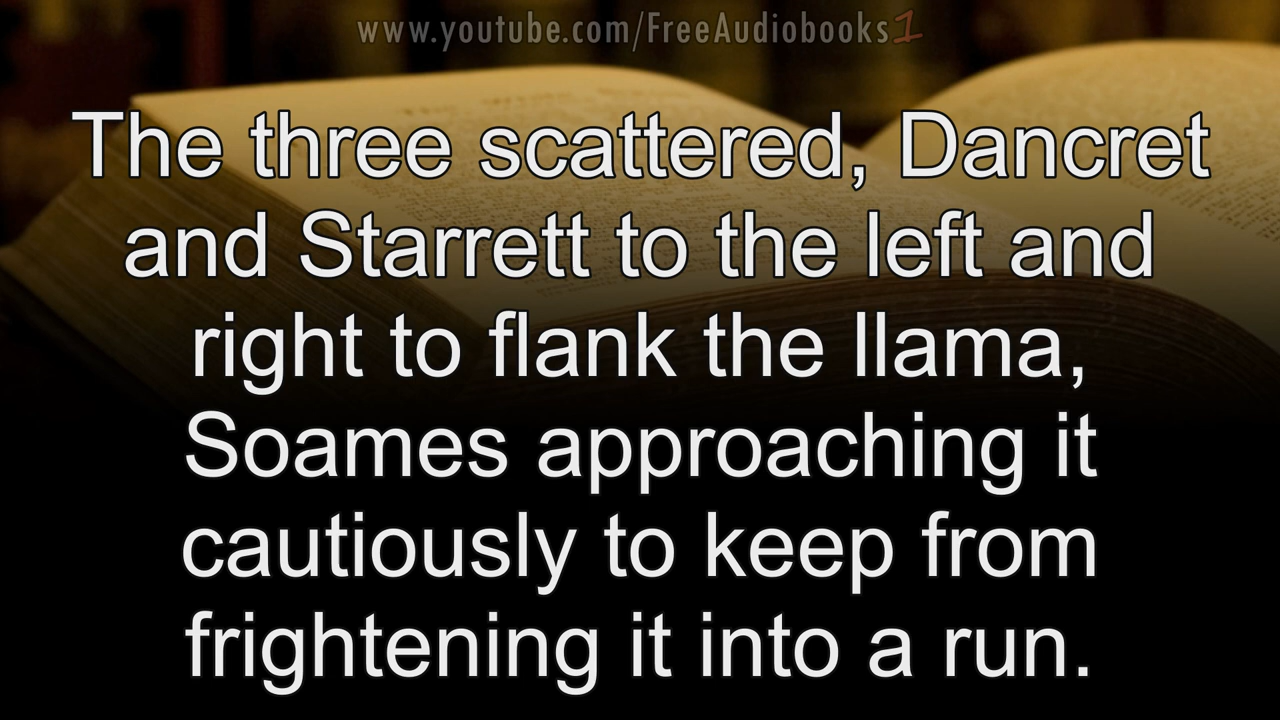 www.youtube.com/FreeAudiobooks1
The three scattered, Dancret
and Starrett to the left and
right to flank the llama,
Soames approaching it
cautiously to keep from
frightening it into a run.